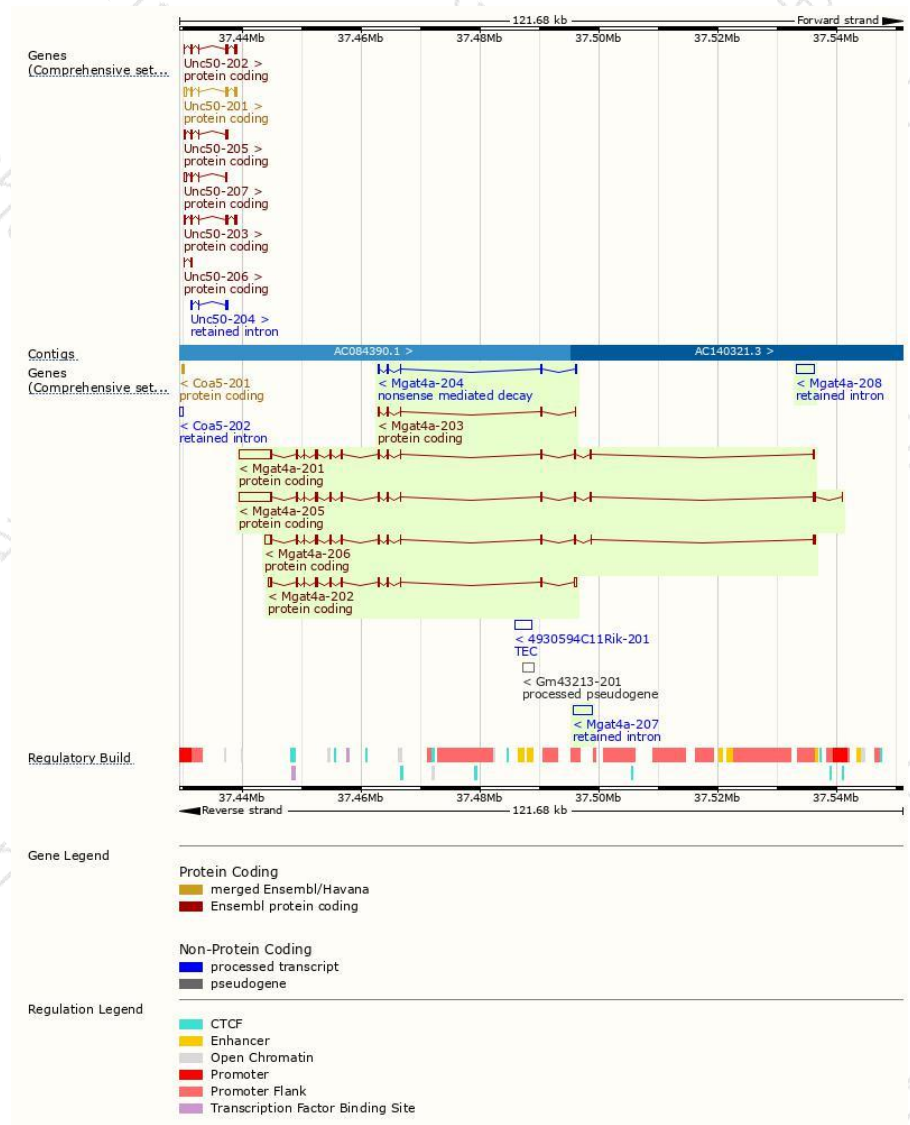 121.68 kb Forward strand
37.44Mb 37.46Mb 37.48Mb 37.50Mb 37.52Mb 37.54Mb
Genes
(Comprehensive set...
Unc50-202 >
protein coding
Unc50-201 >
protein coding
Unc50-205 >
protein coding
Unc50-207 >
protein coding
Unc50-203 >
protein coding
Unc50-206 >
protein coding
Unc50-204 >
retained intron
Contigs
AC084390.1 > AC140321.3 >
Genes
(Comprehensive set...
< Coa5-201 < Mgat4a-204 < Mgat4a-208
protein coding nonsense mediated decay retained intron
< Coa5-202 < Mgat4a-203
retained intron protein coding
< Mgat4a-201
protein coding
< Mgat4a-205
protein coding
< Mgat4a-206
protein coding
< Mgat4a-202
protein coding
< 4930594C11Rik-201
TEC
< Gm43213-201
processed pseudogene
< Mgat4a-207
retained intron
Regulatory Build
37.44Mb 37.46Mb 37.48Mb 37.50Mb 37.52Mb 37.54Mb
Reverse strand 121.68 kb
Gene Legend
Protein Coding
merged Ensembl/Havana
Ensembl protein coding
Non-Protein Coding
processed transcript
pseudogene
Regulation Legend
CTCF
Enhancer
Open Chromatin
Promoter
Promoter Flank
Transcription Factor Binding Site